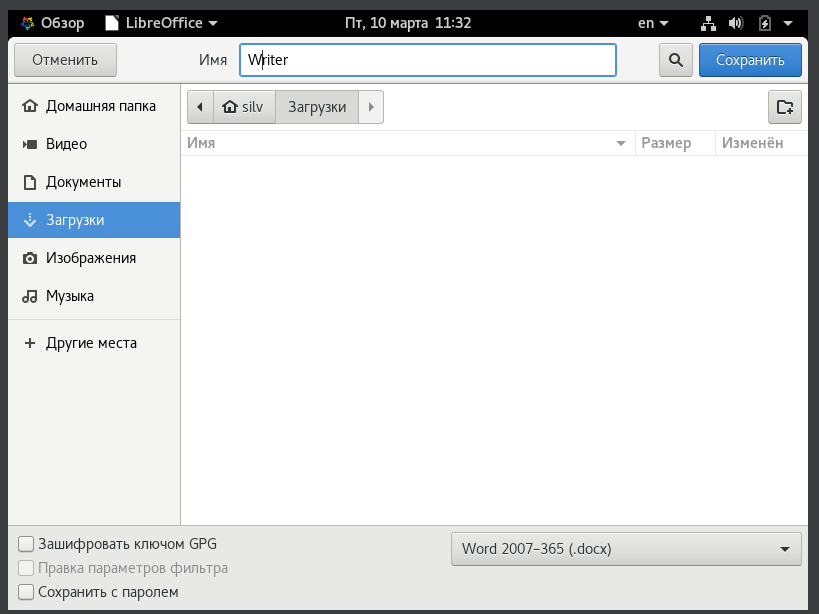 Обзор LibreOffice Пт, 10 марта 11:32 en
Отменить Имя Writer Сохранить
Домашняя папка
Видео
Документы
Загрузки
Изображения
Музыка
Другие места
silv Загрузки
Имя Размер Изменён
Зашифровать ключом GPG
Правка параметров фильтра
Сохранить с паролем
Word 2007–365 (.docx)